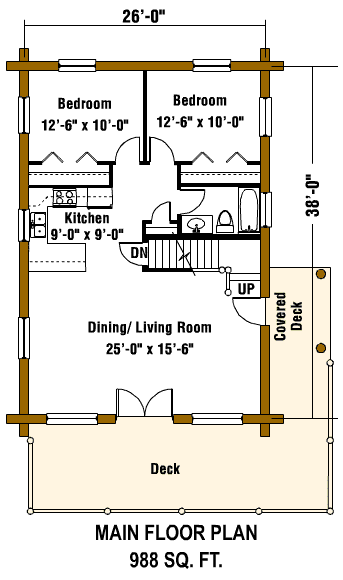 26'-0"
Bedroom
12'-6" x 10'-0"
Bedroom
12'-6" x 10'-0"
38'-0"
Kitchen
9'-0" x 9'-0"
DN
UP
Covered
Deck
Dining/ Living Room
25'-0" x 15'-6"
Deck
MAIN FLOOR PLAN
988 SQ. FT.